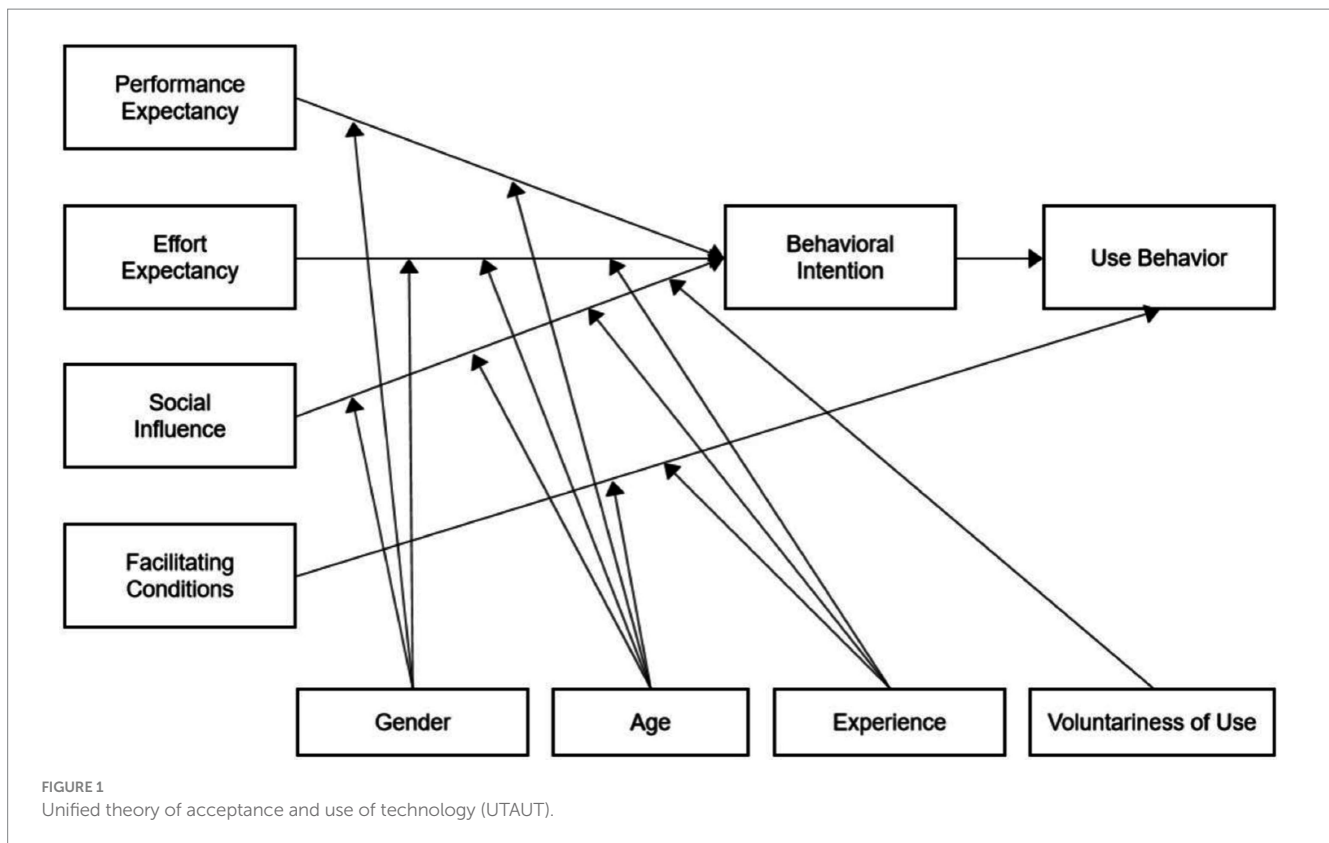 Performance
Expectancy
Effort
Expectancy
Behavioral
Intention
Use Behavior
Social
Influence
Facilitating
Conditions
Gender
Age
Experience
Voluntariness of Use
FIGURE 1
Unified theory of acceptance and use of technology (UTAUT).